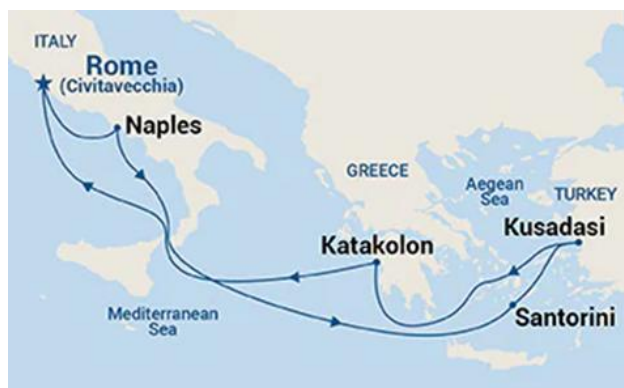 ITALY
Rome
(Civitavecchia)
Naples
GREECE
Aegean
Sea
TURKEY
Kusadasi
Katakolon
Mediterranean
Sea
Santorini